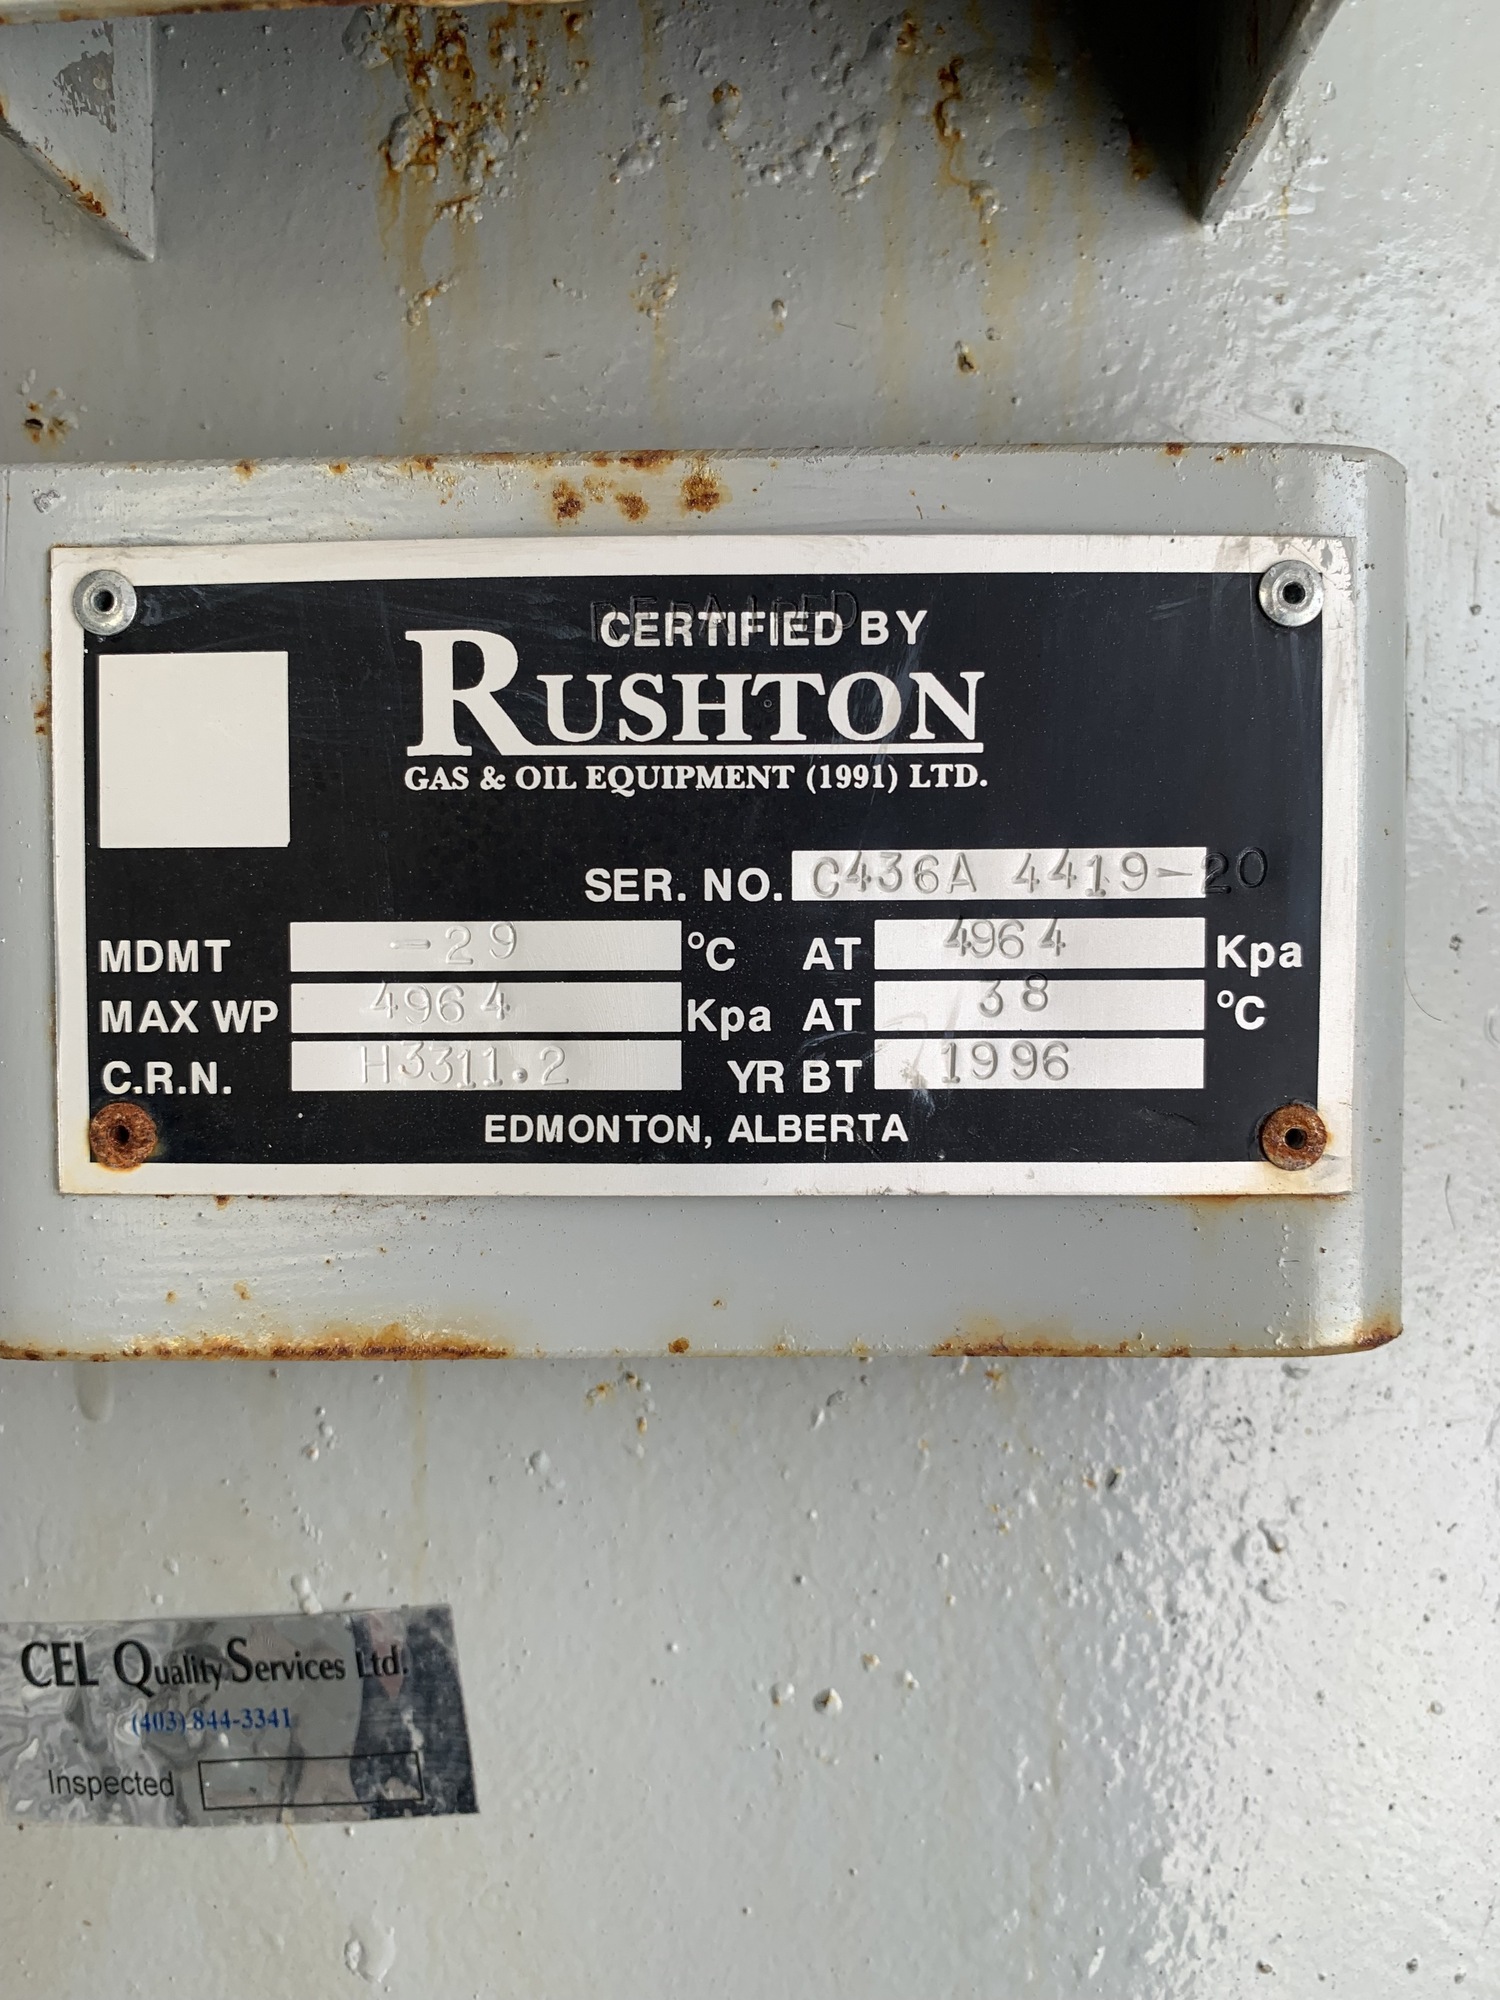 REPAIRED
CERTIFIED BY
RUSHTON
GAS & OIL EQUIPMENT (1991) LTD.
SER. NO. C436A 4419-20
MDMT -29 °C AT 4964 Kpa
MAX WP 4964 Kpa AT 38 °C
C.R.N. H3311.2 YR BT 1996
EDMONTON, ALBERTA
CEL Quality Services Ltd.
(403) 844-3341
Inspected